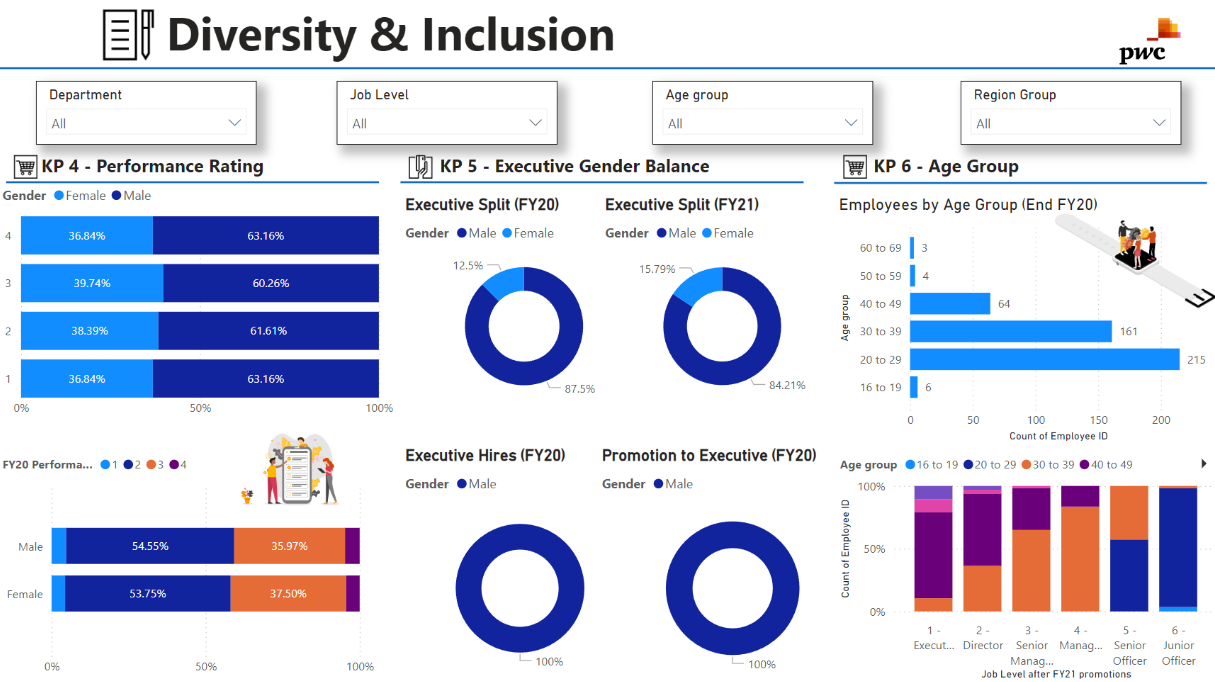 Diversity & Inclusion
pwc
Department
All
Job Level
All
Age group
All
Region Group
All
KP 4 - Performance Rating
Gender Female Male
4 36.84% 63.16%
3 39.74% 60.26%
2 38.39% 61.61%
1 36.84% 63.16%
0% 50% 100%
FY20 Performa... 1 2 3 4
Male 54.55% 35.97%
Female 53.75% 37.50%
0% 50% 100%
KP 5 - Executive Gender Balance
Executive Split (FY20)
Gender Male Female
12.5%
87.5%
Executive Split (FY21)
Gender Male Female
15.79%
84.21%
Executive Hires (FY20)
Gender Male
100%
Promotion to Executive (FY20)
Gender Male
100%
KP 6 - Age Group
Employees by Age Group (End FY20)
Age group
60 to 69 3
50 to 59 4
40 to 49 64
30 to 39 161
20 to 29 215
16 to 19 6
0 50 100 150 200
Count of Employee ID
Age group 16 to 19 20 to 29 30 to 39 40 to 49
Count of Employee ID
100%
50%
0%
1 -
Execut...
2 -
Director
3 -
Senior
Manag...
4 -
Manag...
5 -
Senior
Officer
6 -
Junior
Officer
Job Level after FY21 promotions